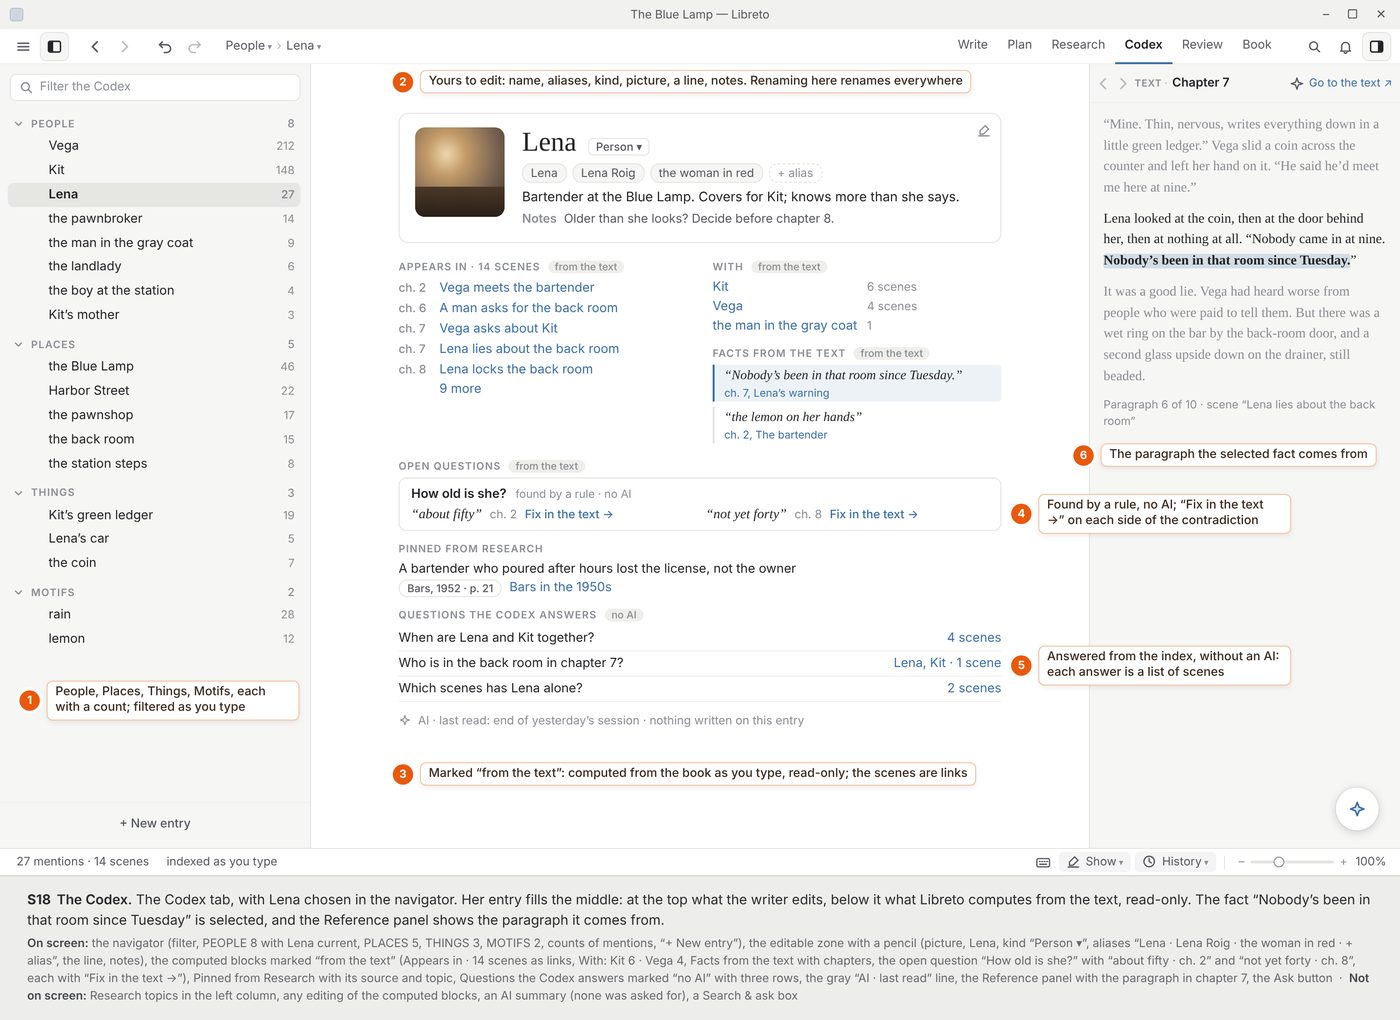 The Blue Lamp — Libreto
People ▾ › Lena ▾
Write Plan Research Codex Review Book
Filter the Codex
PEOPLE 8
Vega 212
Kit 148
Lena 27
the pawnbroker 14
the man in the gray coat 9
the landlady 6
the boy at the station 4
Kit’s mother 3
PLACES 5
the Blue Lamp 46
Harbor Street 22
the pawnshop 17
the back room 15
the station steps 8
THINGS 3
Kit’s green ledger 19
Lena’s car 5
the coin 7
MOTIFS 2
rain 28
lemon 12
1 People, Places, Things, Motifs, each
with a count; filtered as you type
+ New entry
2 Yours to edit: name, aliases, kind, picture, a line, notes. Renaming here renames everywhere
Lena Person ▾
Lena Lena Roig the woman in red + alias
Bartender at the Blue Lamp. Covers for Kit; knows more than she says.
Notes Older than she looks? Decide before chapter 8.
APPEARS IN · 14 SCENES from the text
ch. 2 Vega meets the bartender
ch. 6 A man asks for the back room
ch. 7 Vega asks about Kit
ch. 7 Lena lies about the back room
ch. 8 Lena locks the back room
9 more
WITH from the text
Kit 6 scenes
Vega 4 scenes
the man in the gray coat 1
FACTS FROM THE TEXT from the text
“Nobody’s been in that room since Tuesday.”
ch. 7, Lena’s warning
“the lemon on her hands”
ch. 2, The bartender
OPEN QUESTIONS from the text
How old is she? found by a rule · no AI
“about fifty” ch. 2 Fix in the text → “not yet forty” ch. 8 Fix in the text →
PINNED FROM RESEARCH
A bartender who poured after hours lost the license, not the owner
Bars, 1952 · p. 21 Bars in the 1950s
QUESTIONS THE CODEX ANSWERS no AI
When are Lena and Kit together? 4 scenes
Who is in the back room in chapter 7? Lena, Kit · 1 scene
Which scenes has Lena alone? 2 scenes
AI · last read: end of yesterday’s session · nothing written on this entry
3 Marked “from the text”: computed from the book as you type, read-only; the scenes are links
TEXT · Chapter 7 Go to the text ↗
“Mine. Thin, nervous, writes everything down in a
little green ledger.” Vega slid a coin across the
counter and left her hand on it. “He said he’d meet
me here at nine.”
Lena looked at the coin, then at the door behind
her, then at nothing at all. “Nobody came in at nine.
Nobody’s been in that room since Tuesday.”
It was a good lie. Vega had heard worse from
people who were paid to tell them. But there was a
wet ring on the bar by the back-room door, and a
second glass upside down on the drainer, still
beaded.
Paragraph 6 of 10 · scene “Lena lies about the back
room”
6 The paragraph the selected fact comes from
4 Found by a rule, no AI; “Fix in the text
→” on each side of the contradiction
5 Answered from the index, without an AI:
each answer is a list of scenes
27 mentions · 14 scenes indexed as you type
Show ▾ History ▾ − + 100%
S18 The Codex. The Codex tab, with Lena chosen in the navigator. Her entry fills the middle: at the top what the writer edits, below it what Libreto computes from the text, read-only. The fact “Nobody’s been in
that room since Tuesday” is selected, and the Reference panel shows the paragraph it comes from.
On screen: the navigator (filter, PEOPLE 8 with Lena current, PLACES 5, THINGS 3, MOTIFS 2, counts of mentions, “+ New entry”), the editable zone with a pencil (picture, Lena, kind “Person ▾”, aliases “Lena · Lena Roig · the woman in red · +
alias”, the line, notes), the computed blocks marked “from the text” (Appears in · 14 scenes as links, With: Kit 6 · Vega 4, Facts from the text with chapters, the open question “How old is she?” with “about fifty · ch. 2” and “not yet forty · ch. 8”,
each with “Fix in the text →”), Pinned from Research with its source and topic, Questions the Codex answers marked “no AI” with three rows, the gray “AI · last read” line, the Reference panel with the paragraph in chapter 7, the Ask button · Not
on screen: Research topics in the left column, any editing of the computed blocks, an AI summary (none was asked for), a Search & ask box